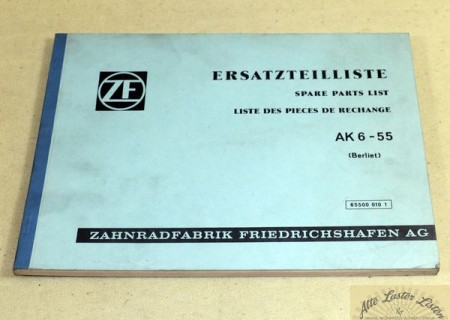 ZF
ERSATZTEILLISTE
SPARE PARTS LIST
LISTE DES PIECES DE RECHANGE
AK 6 - 55
(Berliet)
65500 010 1
ZAHNRADFABRIK FRIEDRICHSHAFEN AG
Alte Laster Listen